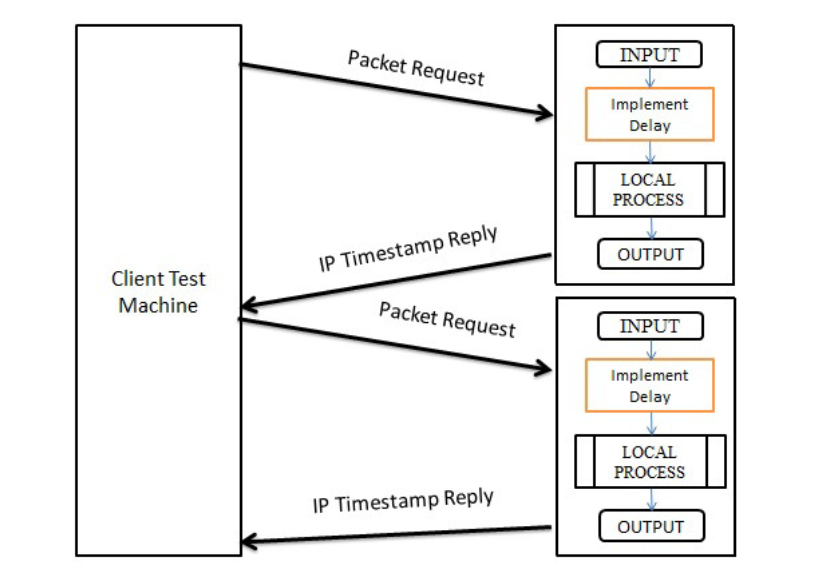 Packet Request
INPUT
Implement
Delay
LOCAL
PROCESS
OUTPUT
IP Timestamp Reply
Client Test
Machine
Packet Request
INPUT
Implement
Delay
LOCAL
PROCESS
OUTPUT
IP Timestamp Reply